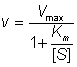 v = V_max / (1 + K_m / [S])